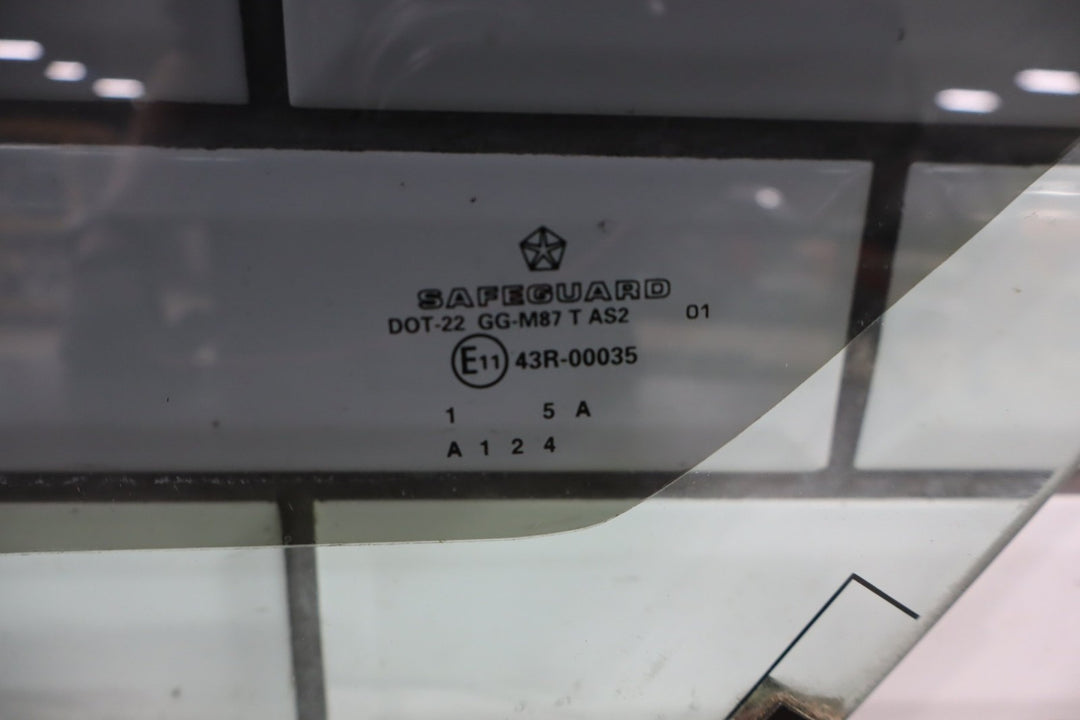 SAFEGUARD
DOT-22 GG-M87 T AS2 01
E11 43R-00035
1 5 A
A 1 2 4